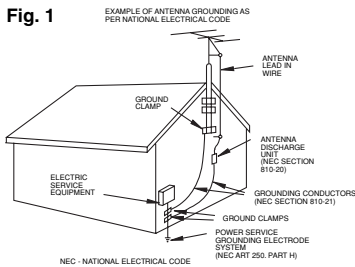 Fig. 1
EXAMPLE OF ANTENNA GROUNDING AS
PER NATIONAL ELECTRICAL CODE
ANTENNA
LEAD IN
WIRE
GROUND
CLAMP
ANTENNA
DISCHARGE
UNIT
(NEC SECTION
810-20)
ELECTRIC
SERVICE
EQUIPMENT
GROUNDING CONDUCTORS
(NEC SECTION 810-21)
GROUND CLAMPS
POWER SERVICE
GROUNDING ELECTRODE
SYSTEM
(NEC ART 250. PART H)
NEC - NATIONAL ELECTRICAL CODE